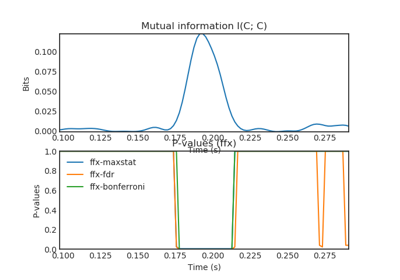 Mutual information I(C; C)
0.100
0.075
0.050
0.025
0.000
Bits
0.100 0.125 0.150 0.175 0.200 0.225 0.250 0.275
Time (s)
P-values (ffx)
1.0
0.8
0.6
0.4
0.2
0.0
P-values
ffx-maxstat
ffx-fdr
ffx-bonferroni
0.100 0.125 0.150 0.175 0.200 0.225 0.250 0.275
Time (s)